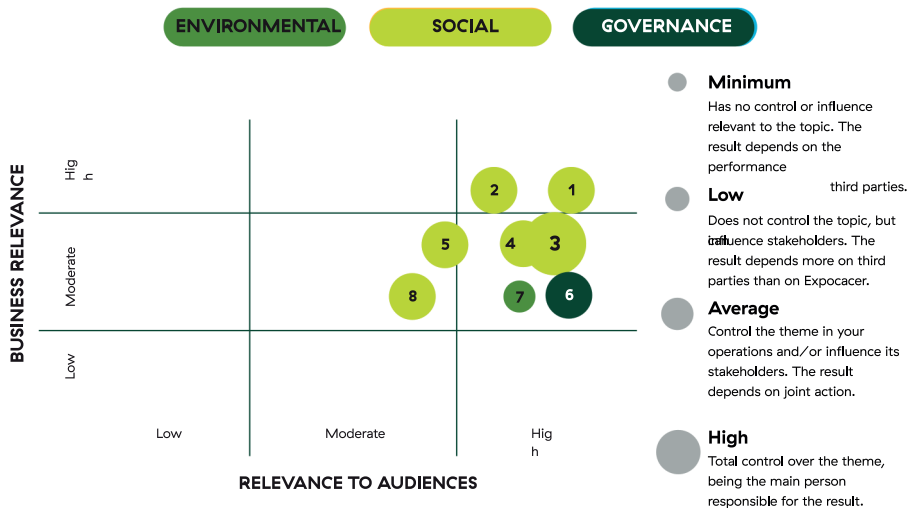 ENVIRONMENTAL
SOCIAL
GOVERNANCE
BUSINESS RELEVANCE
Hig
h
Moderate
Low
2
1
5
4
3
8
7
6
Low
Moderate
Hig
h
RELEVANCE TO AUDIENCES
Minimum
Has no control or influence
relevant to the topic. The
result depends on the
performance
third parties.
Low
Does not control the topic, but
can
influence stakeholders. The
result depends more on third
parties than on Expocacer.
Average
Control the theme in your
operations and/or influence its
stakeholders. The result
depends on joint action.
High
Total control over the theme,
being the main person
responsible for the result.